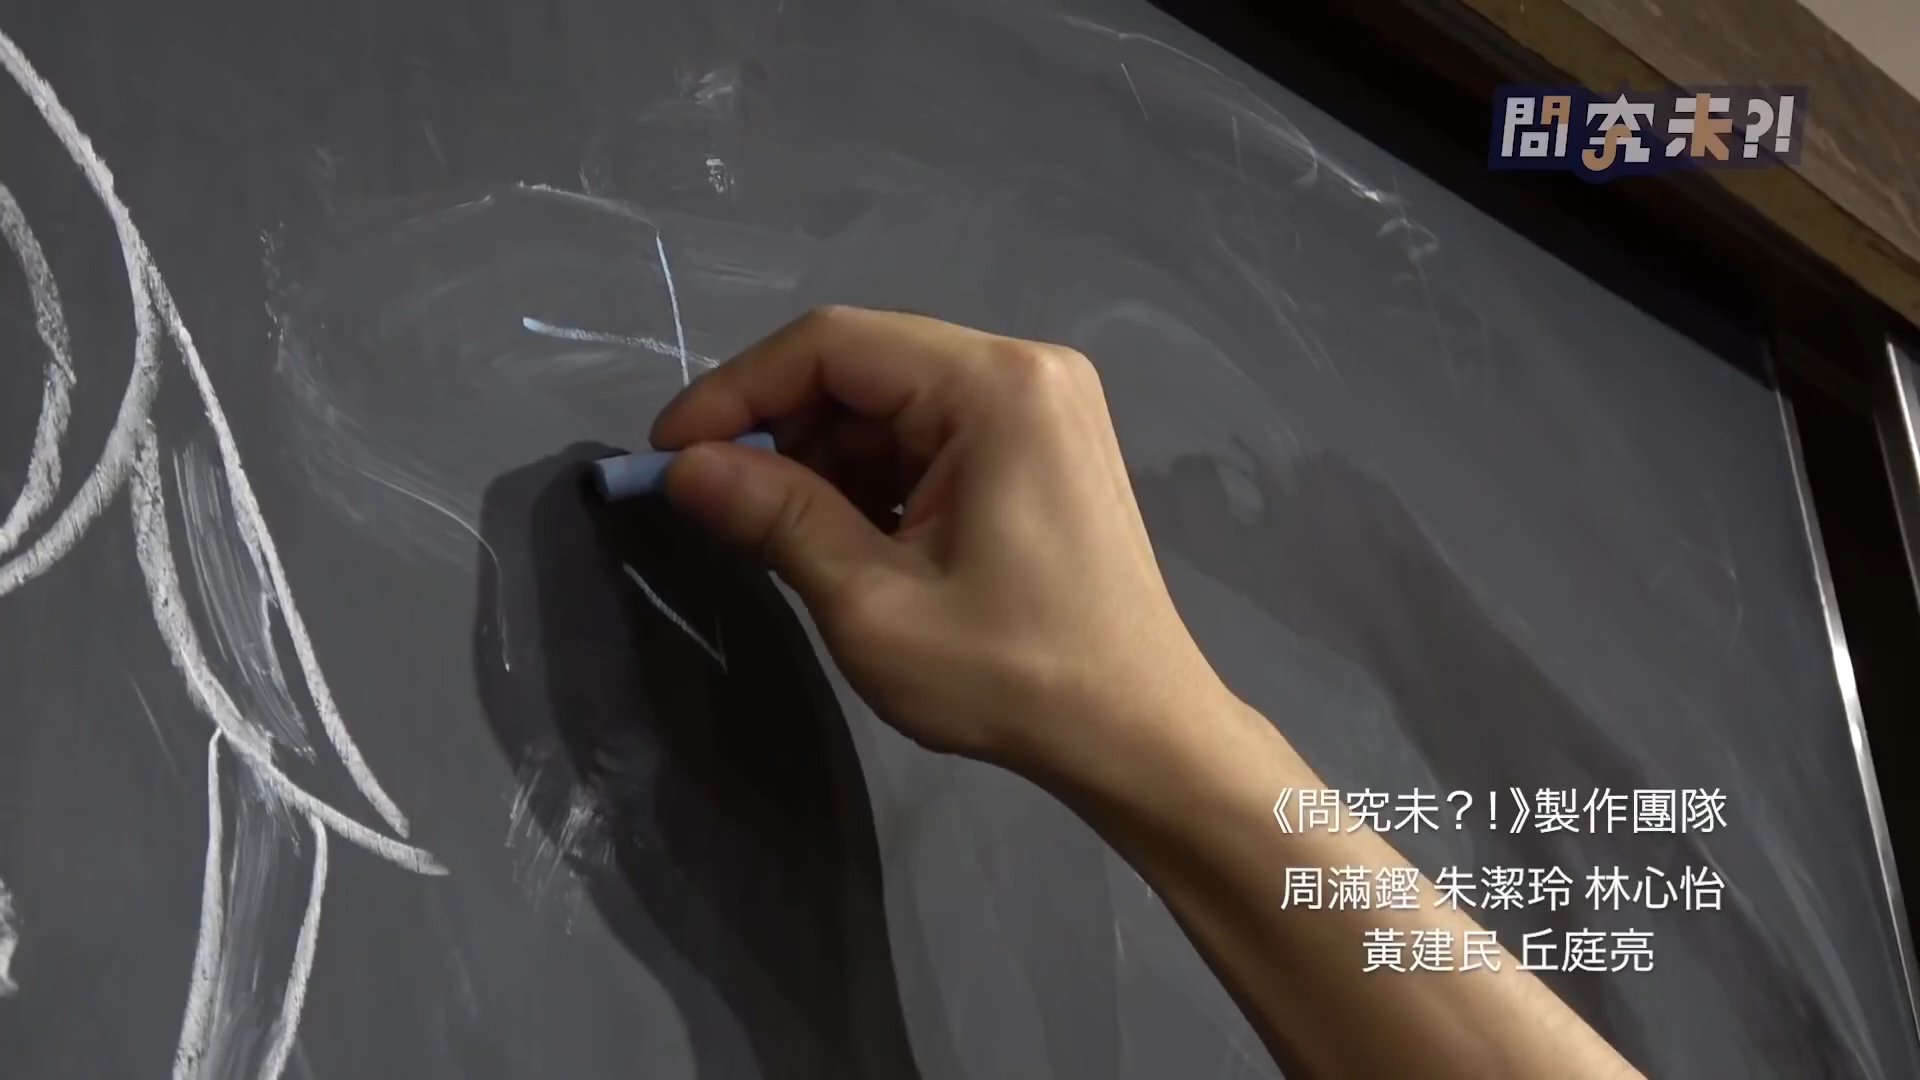 問究未?!
《問究未？！》製作團隊
周滿鏗 朱潔玲 林心怡
黃建民 丘庭亮